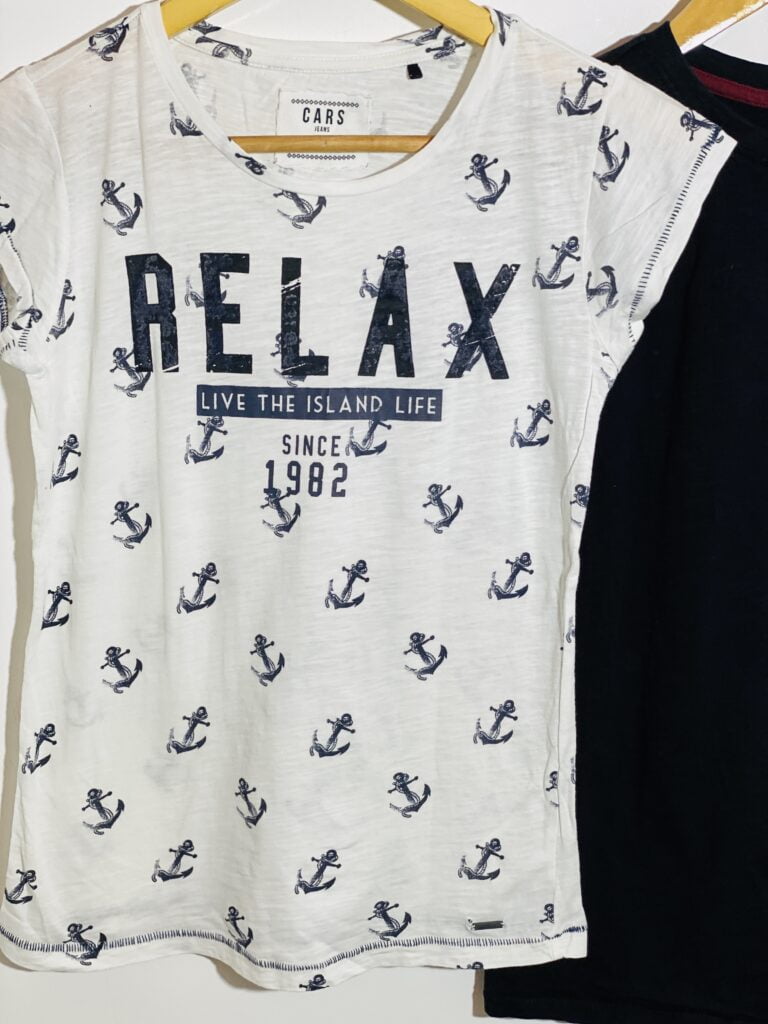 CARS
JEANS
RELAX
LIVE THE ISLAND LIFE
SINCE
1982